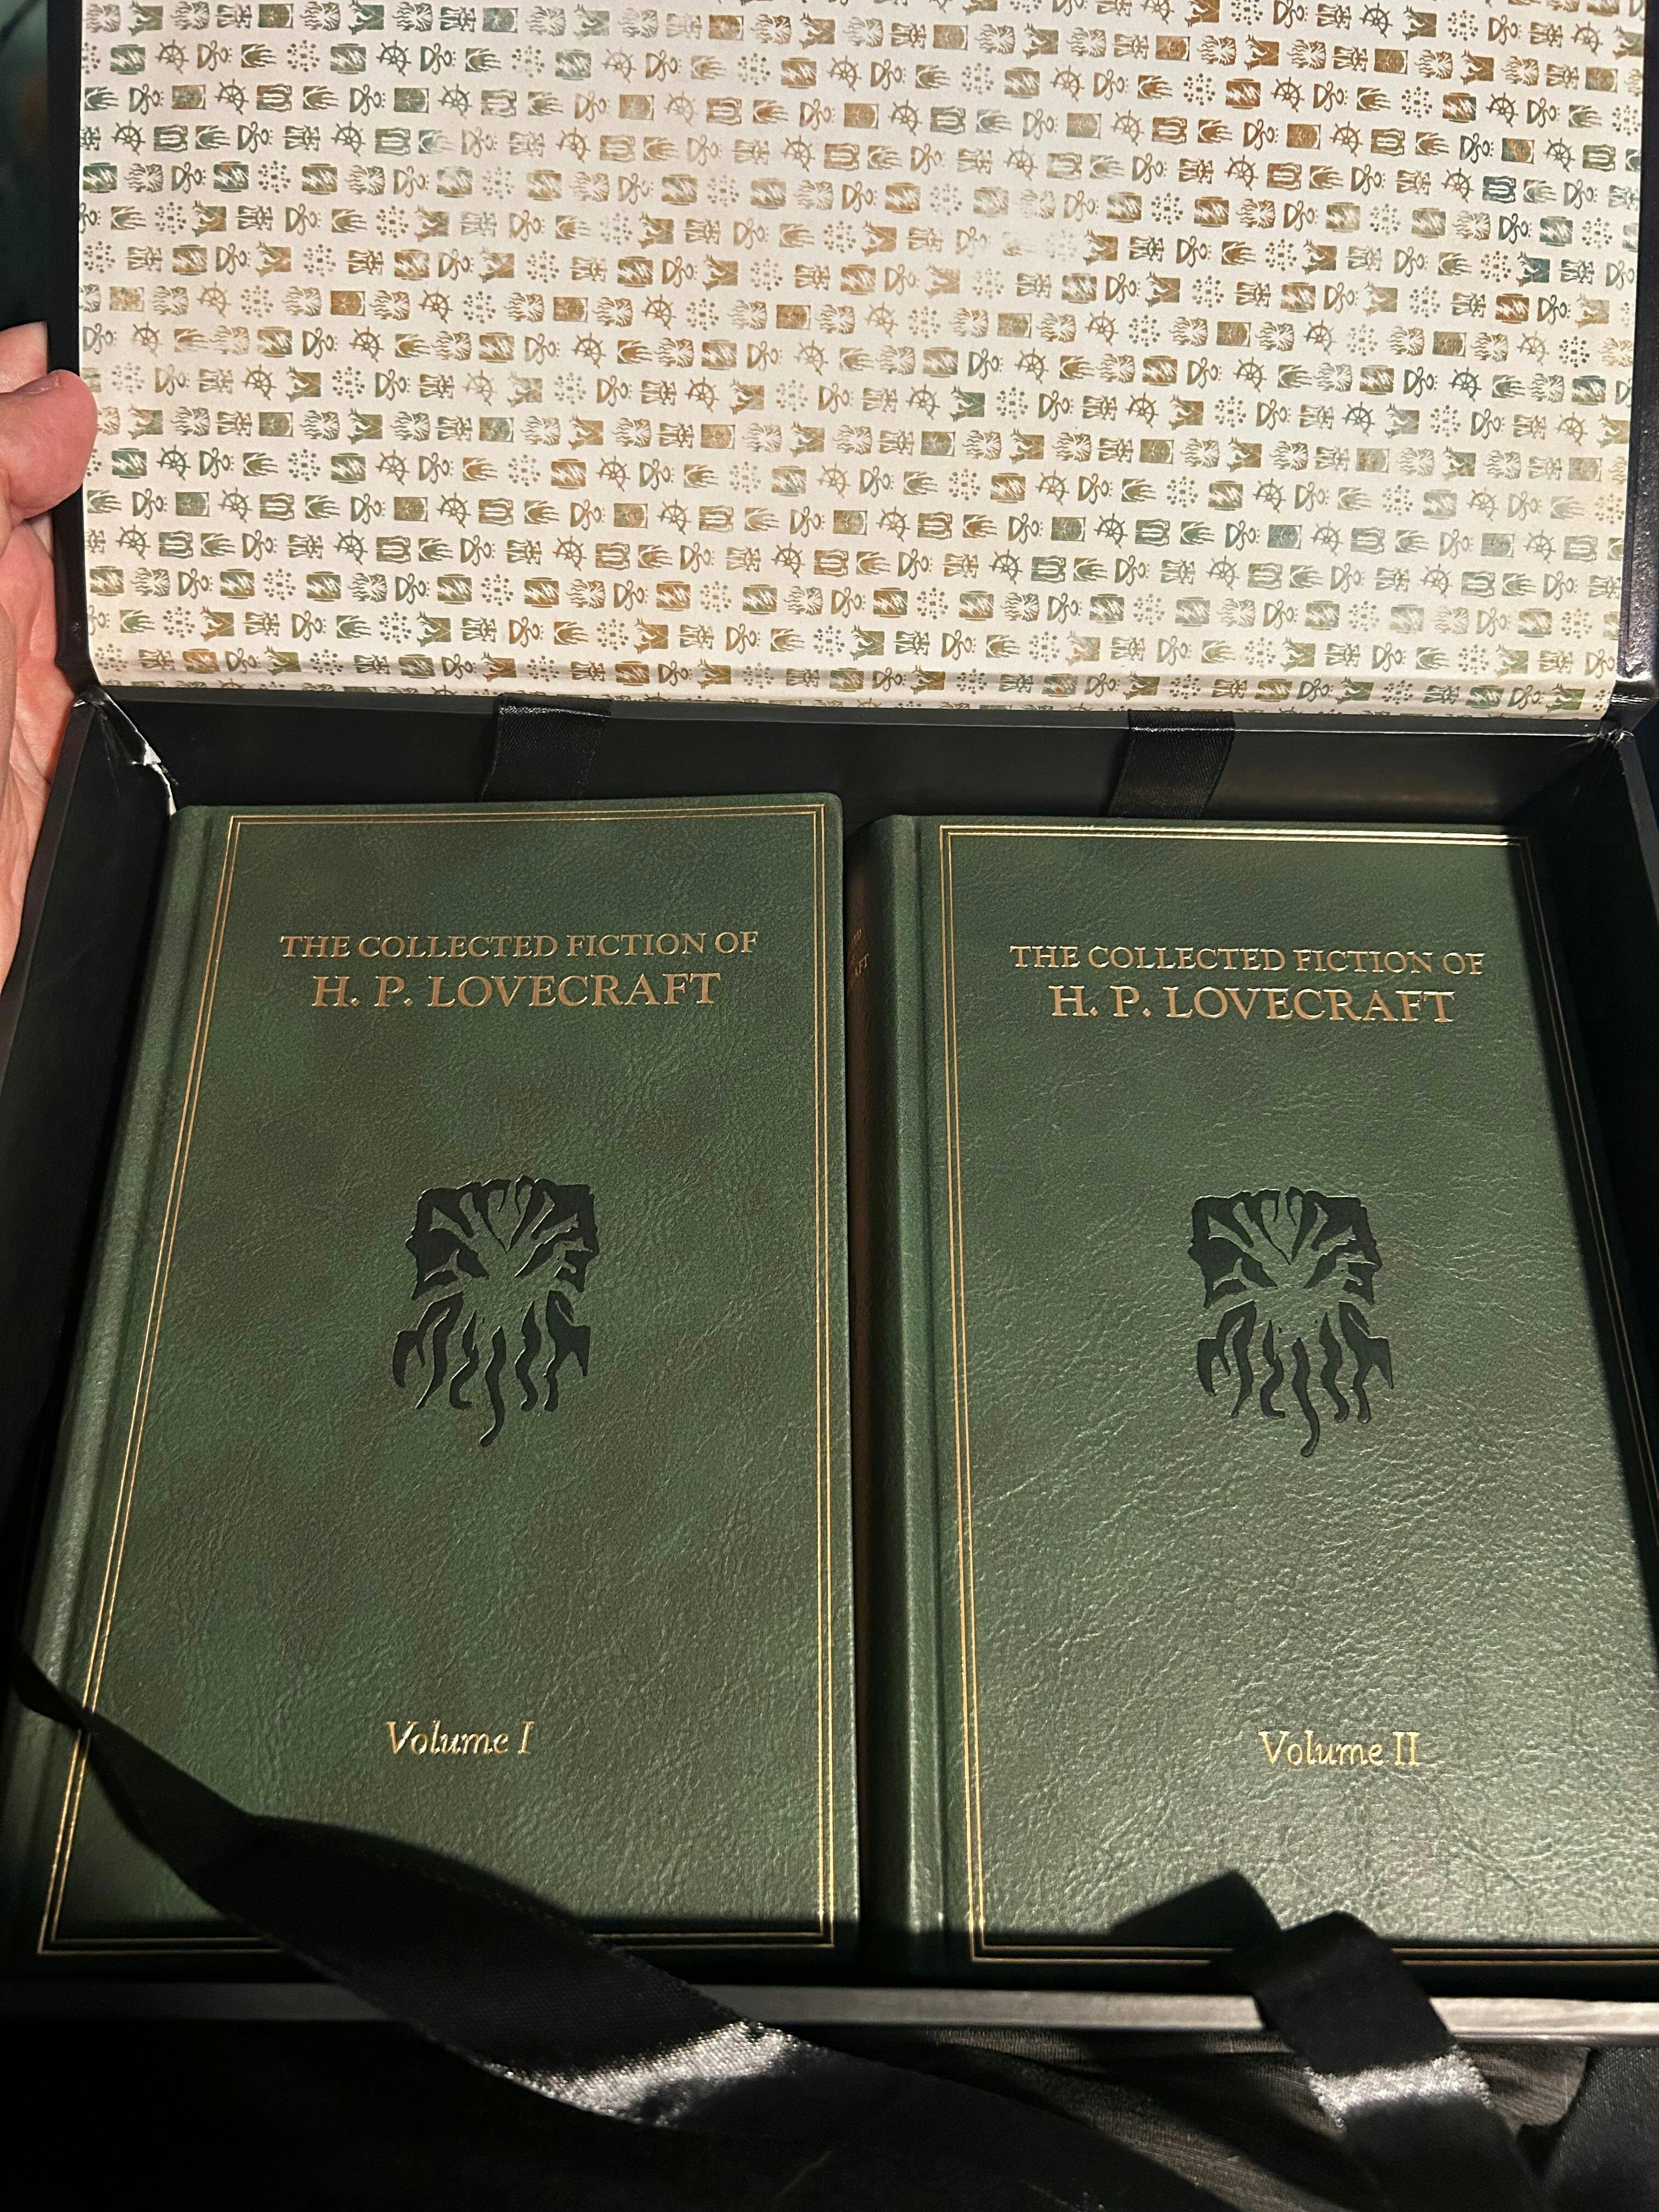 THE COLLECTED FICTION OF
H. P. LOVECRAFT
Volume I
THE COLLECTED FICTION OF
H. P. LOVECRAFT
Volume II